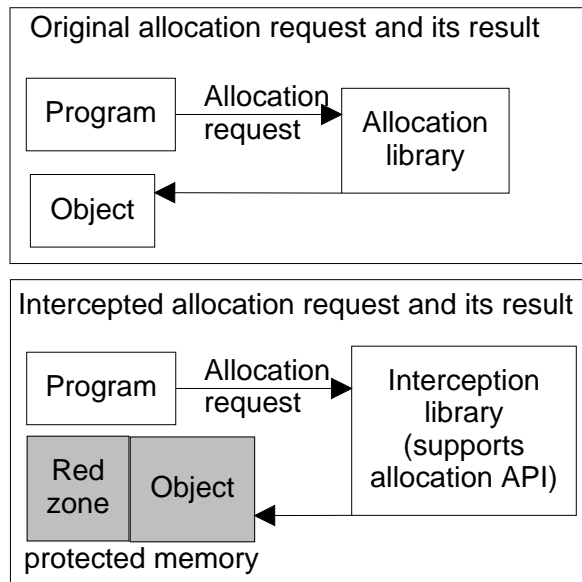 Original allocation request and its result
Program
Allocation
request
Allocation
library
Object
Intercepted allocation request and its result
Program
Allocation
request
Interception
library
(supports
allocation API)
Red
zone
Object
protected memory